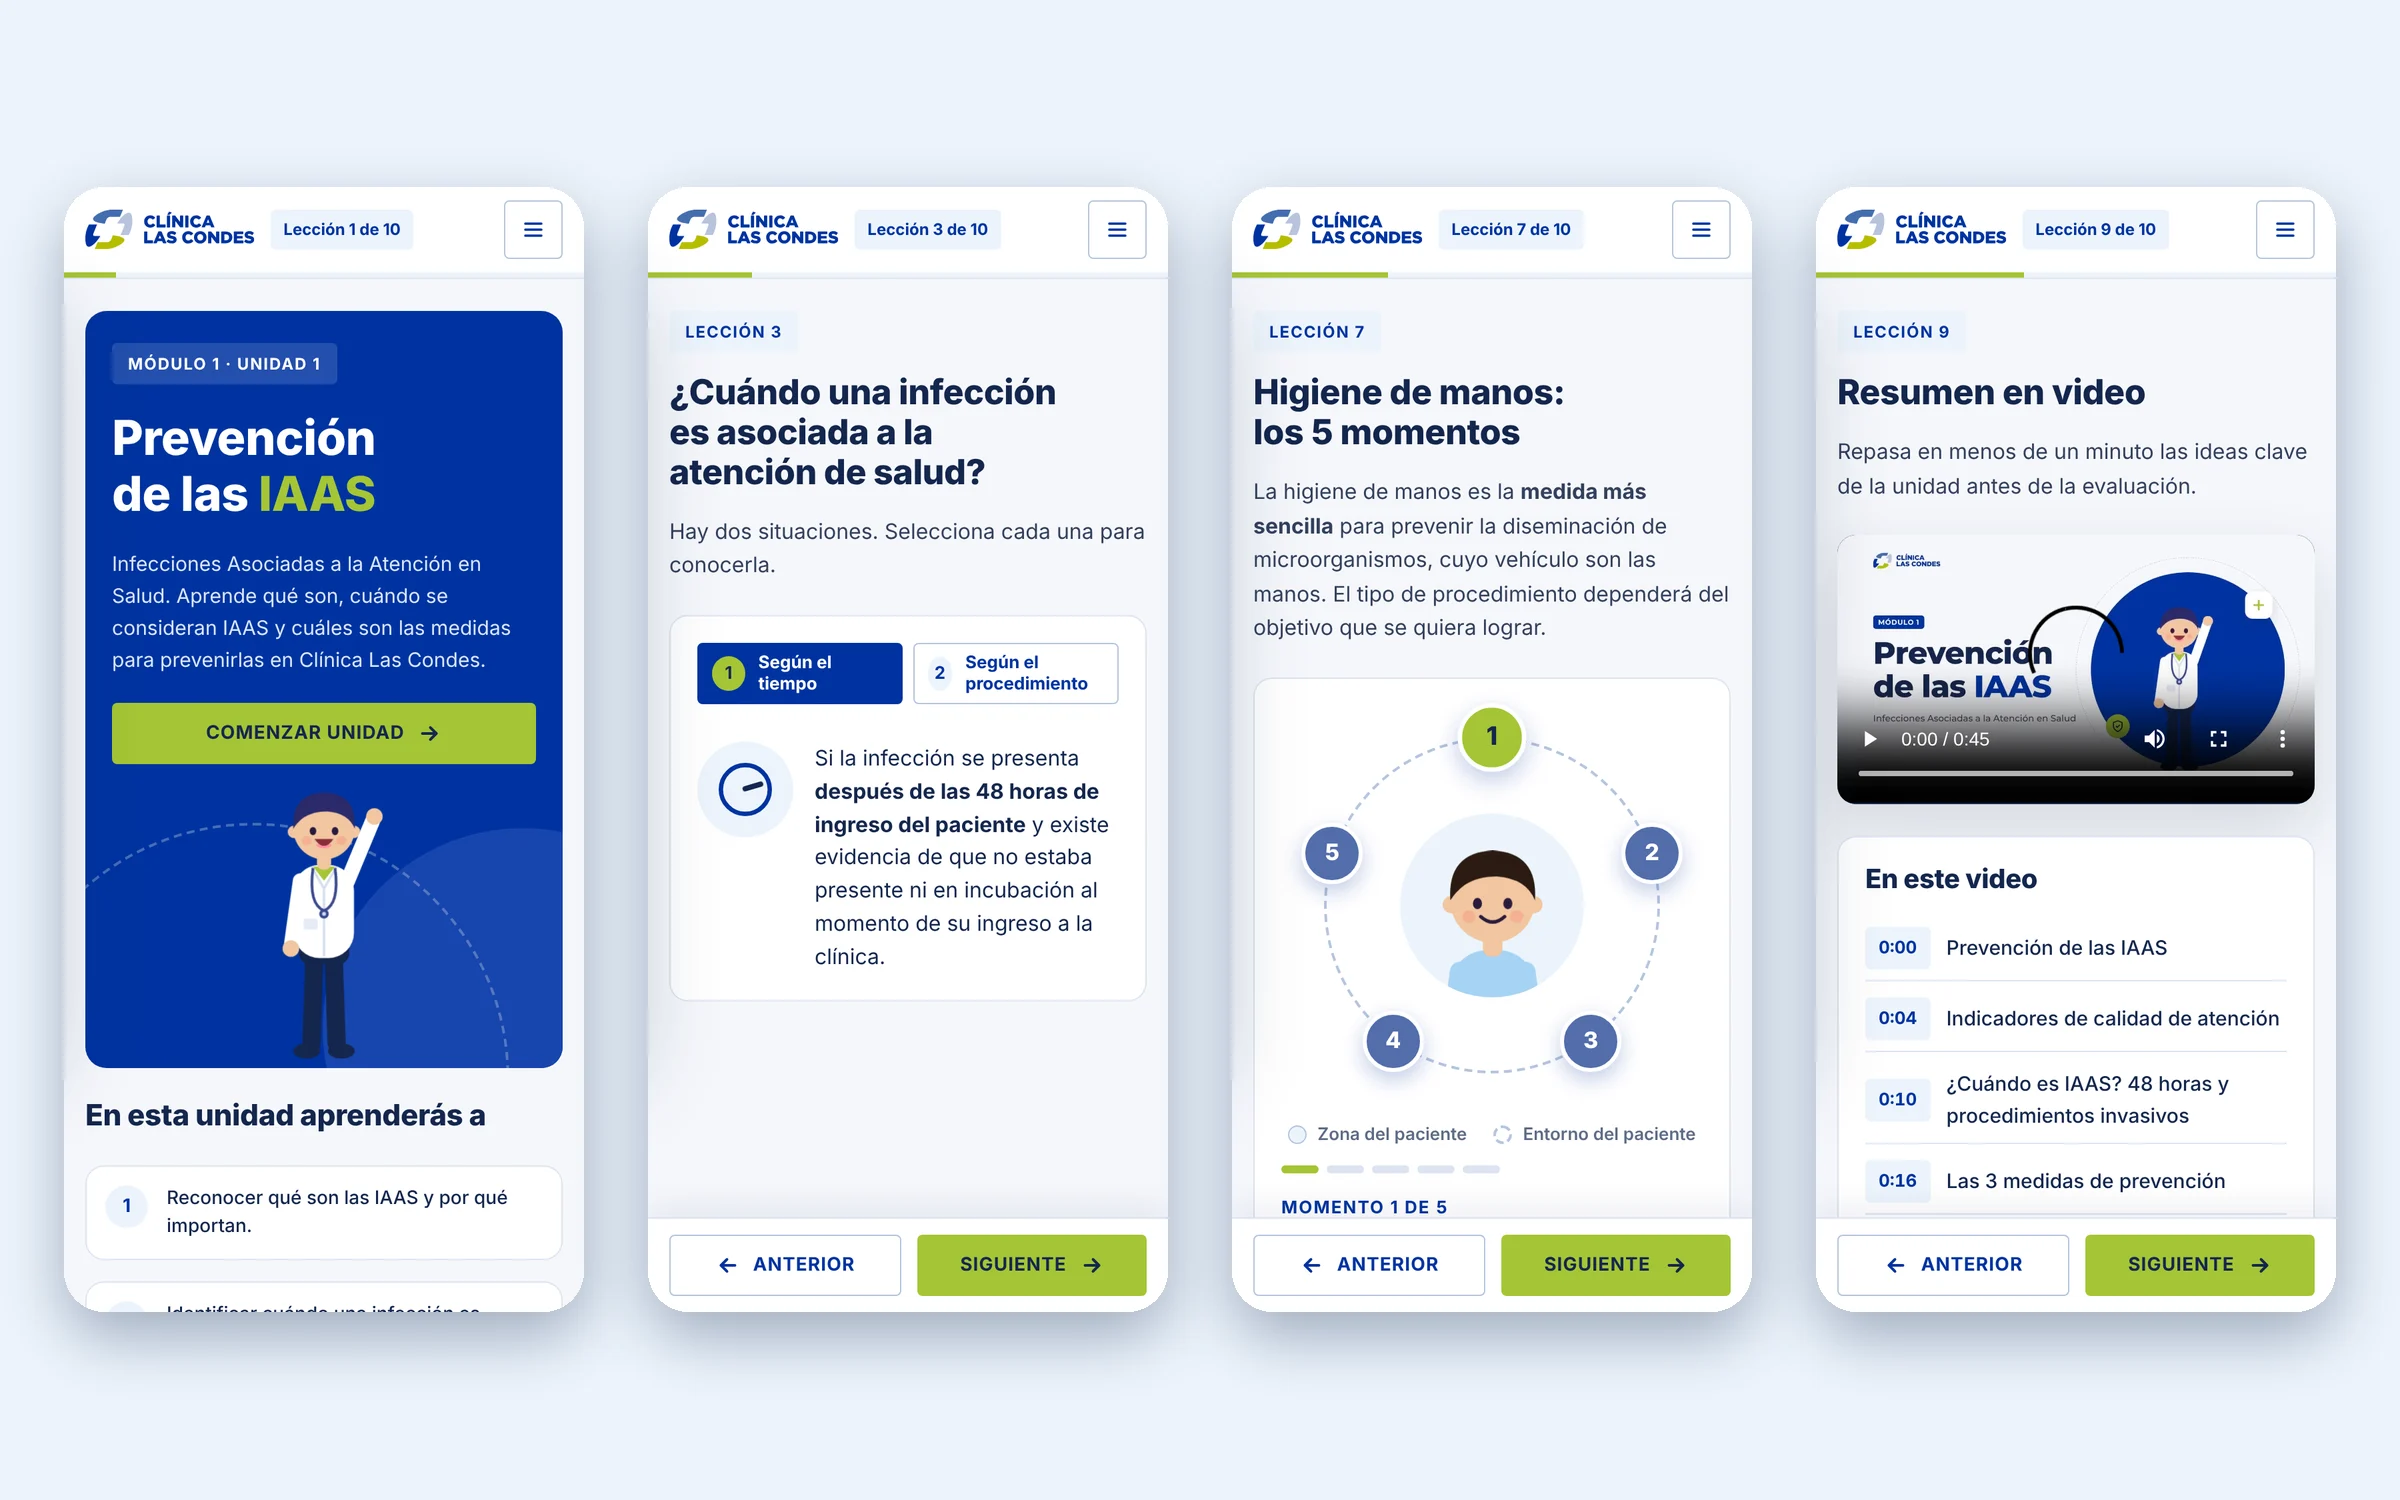 CLÍNICA
LAS CONDES
Lección 1 de 10
MÓDULO 1 · UNIDAD 1
Prevención
de las IAAS
Infecciones Asociadas a la Atención en
Salud. Aprende qué son, cuándo se
consideran IAAS y cuáles son las medidas
para prevenirlas en Clínica Las Condes.
COMENZAR UNIDAD
En esta unidad aprenderás a
1
Reconocer qué son las IAAS y por qué
importan.
CLÍNICA
LAS CONDES
Lección 3 de 10
LECCIÓN 3
¿Cuándo una infección
es asociada a la
atención de salud?
Hay dos situaciones. Selecciona cada una para
conocerla.
1
Según el
tiempo
2
Según el
procedimiento
Si la infección se presenta
después de las 48 horas de
ingreso del paciente y existe
evidencia de que no estaba
presente ni en incubación al
momento de su ingreso a la
clínica.
ANTERIOR
SIGUIENTE
CLÍNICA
LAS CONDES
Lección 7 de 10
LECCIÓN 7
Higiene de manos:
los 5 momentos
La higiene de manos es la medida más
sencilla para prevenir la diseminación de
microorganismos, cuyo vehículo son las
manos. El tipo de procedimiento dependerá del
objetivo que se quiera lograr.
1
2
3
4
5
Zona del paciente
Entorno del paciente
MOMENTO 1 DE 5
ANTERIOR
SIGUIENTE
CLÍNICA
LAS CONDES
Lección 9 de 10
LECCIÓN 9
Resumen en video
Repasa en menos de un minuto las ideas clave
de la unidad antes de la evaluación.
CLÍNICA
LAS CONDES
MÓDULO 1
Prevención
de las IAAS
Infecciones Asociadas a la Atención en Salud
0:00 / 0:45
En este video
0:00
Prevención de las IAAS
0:04
Indicadores de calidad de atención
0:10
¿Cuándo es IAAS? 48 horas y
procedimientos invasivos
0:16
Las 3 medidas de prevención
ANTERIOR
SIGUIENTE